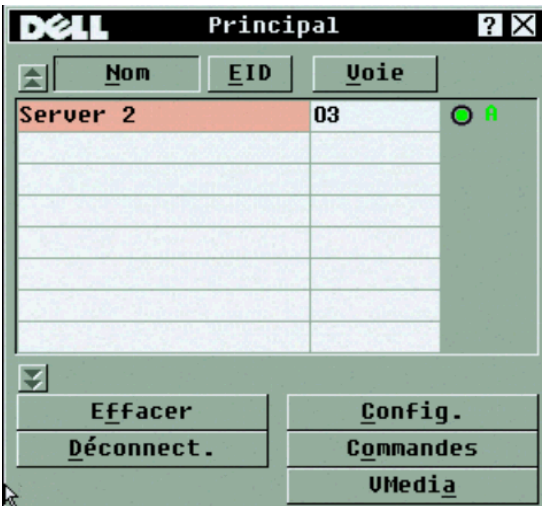 DELL Principal ? X
Nom EID Voie
Server 2 03 A
Effacer Config.
Déconnect. Commandes
VMedia